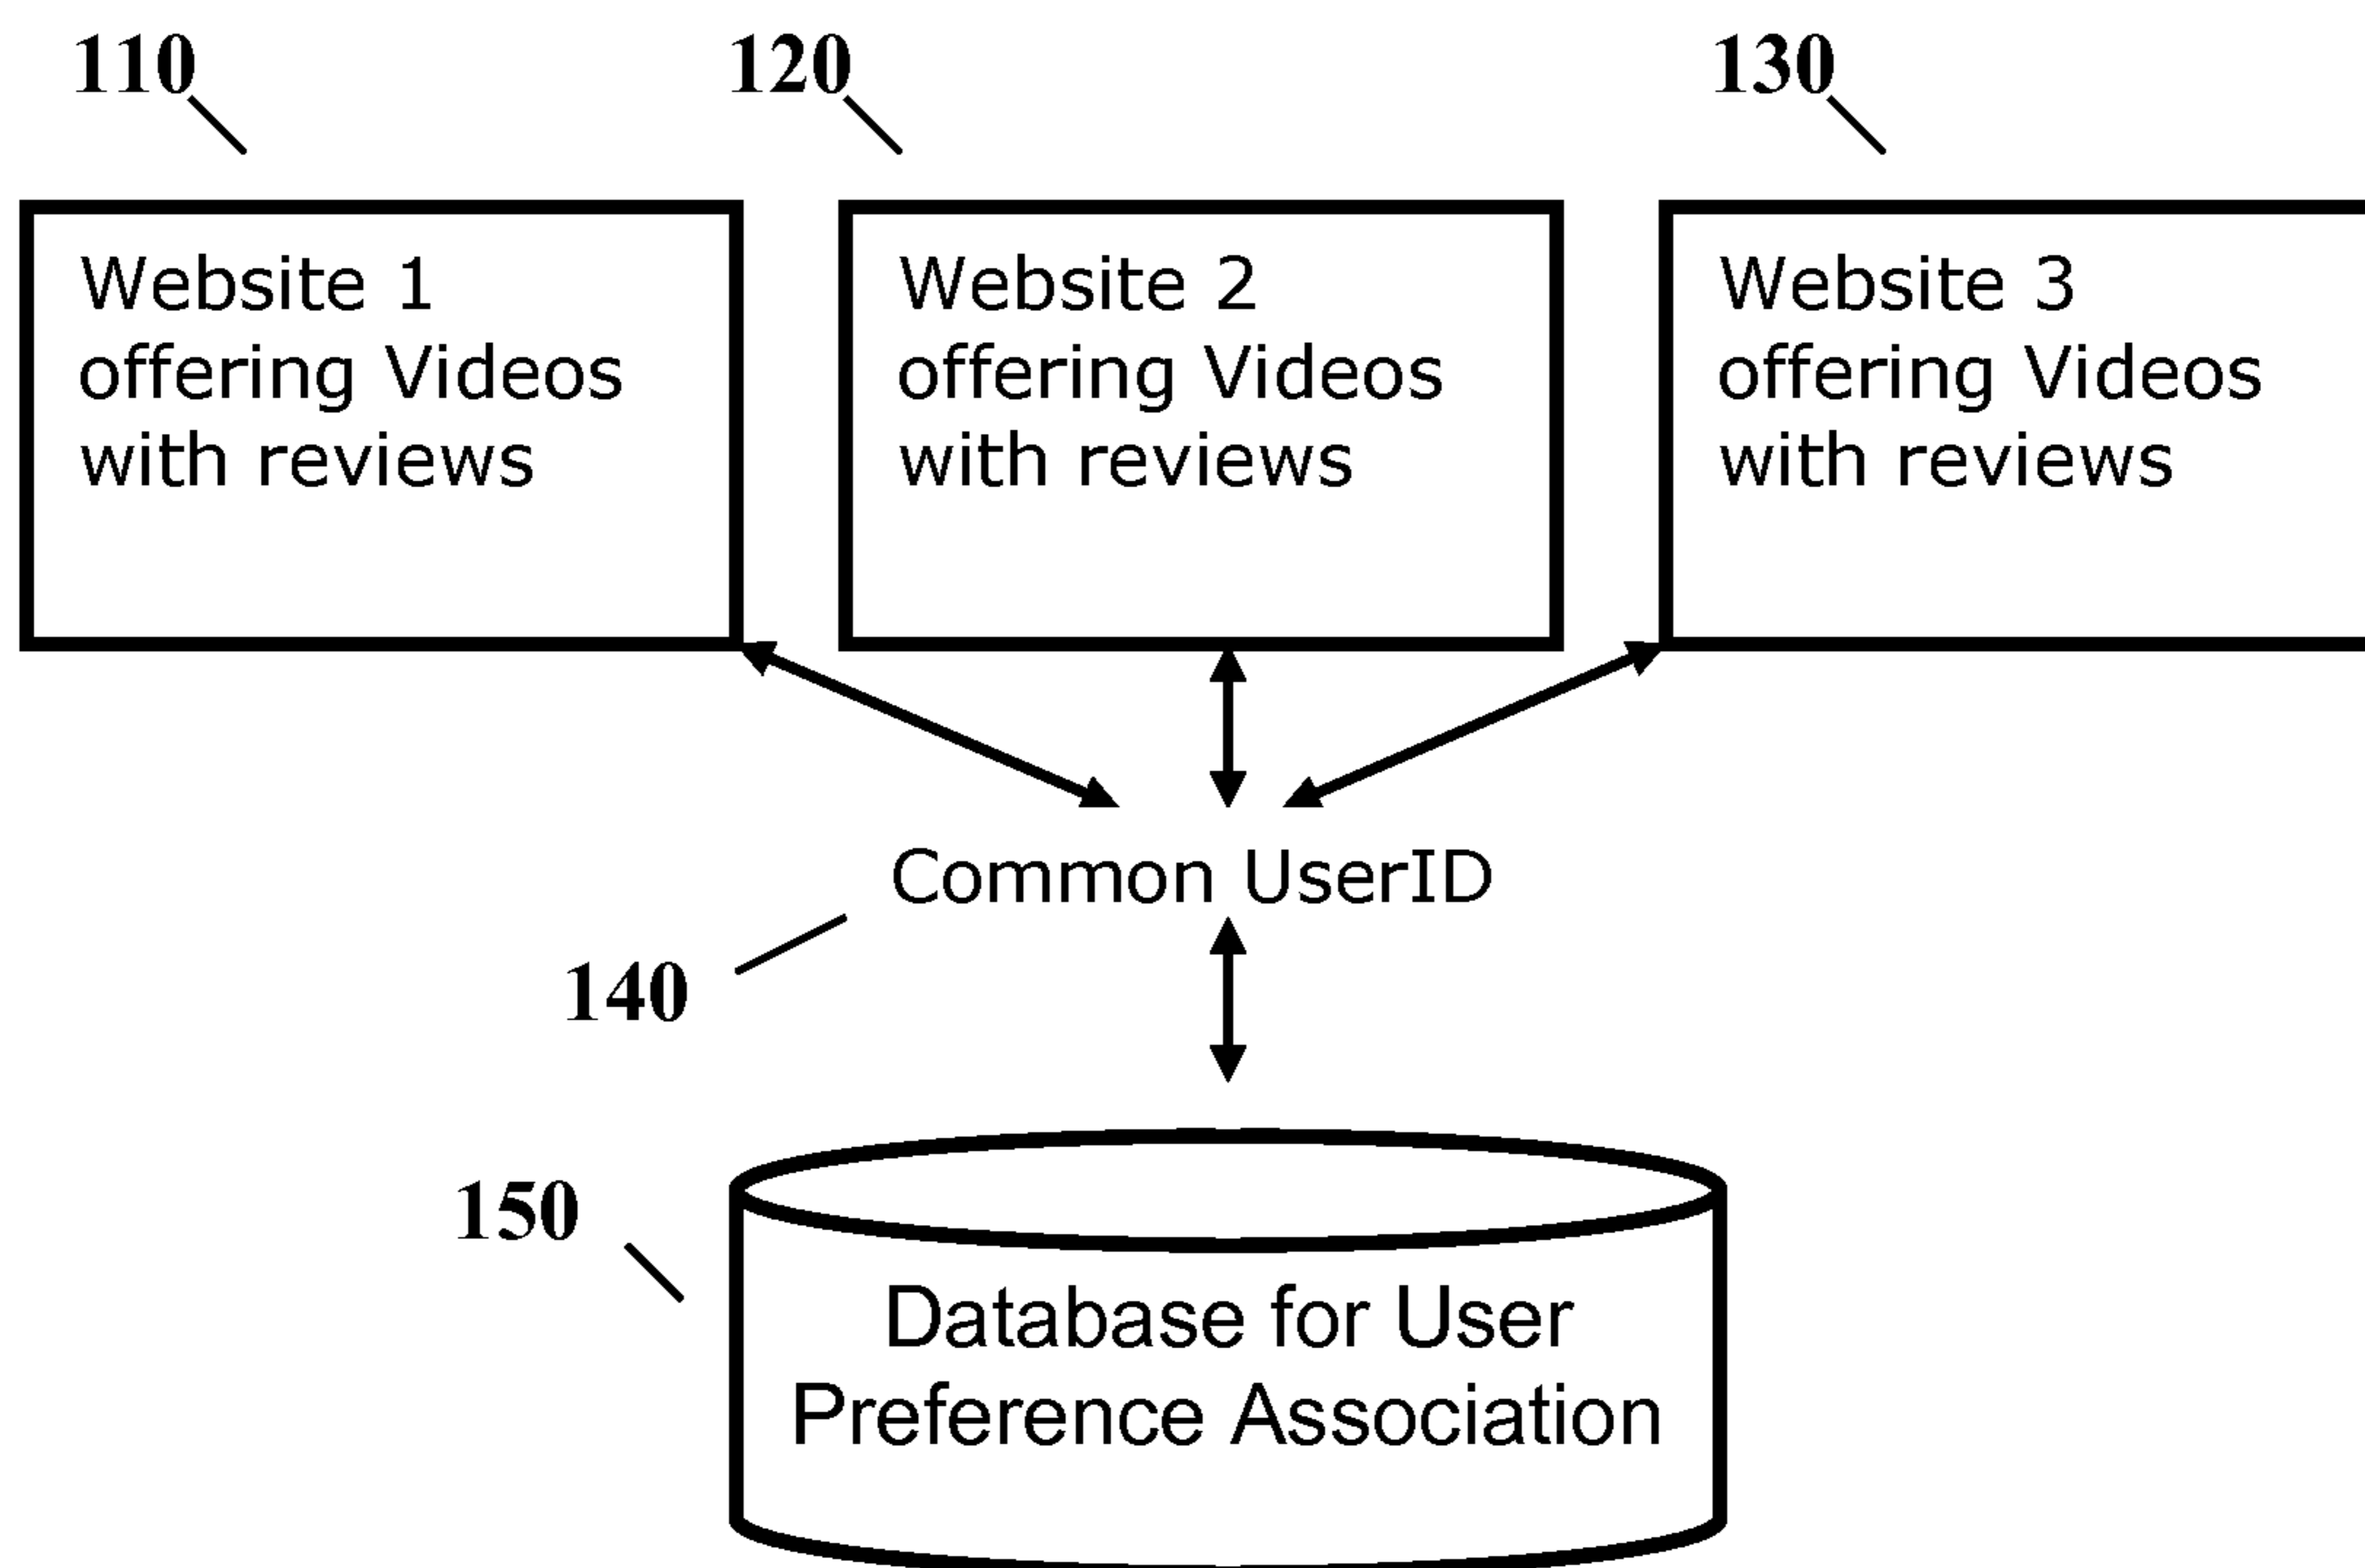 110
120
130
Website 1
offering Videos
with reviews
Website 2
offering Videos
with reviews
Website 3
offering Videos
with reviews
Common UserID
140
150
Database for User
Preference Association